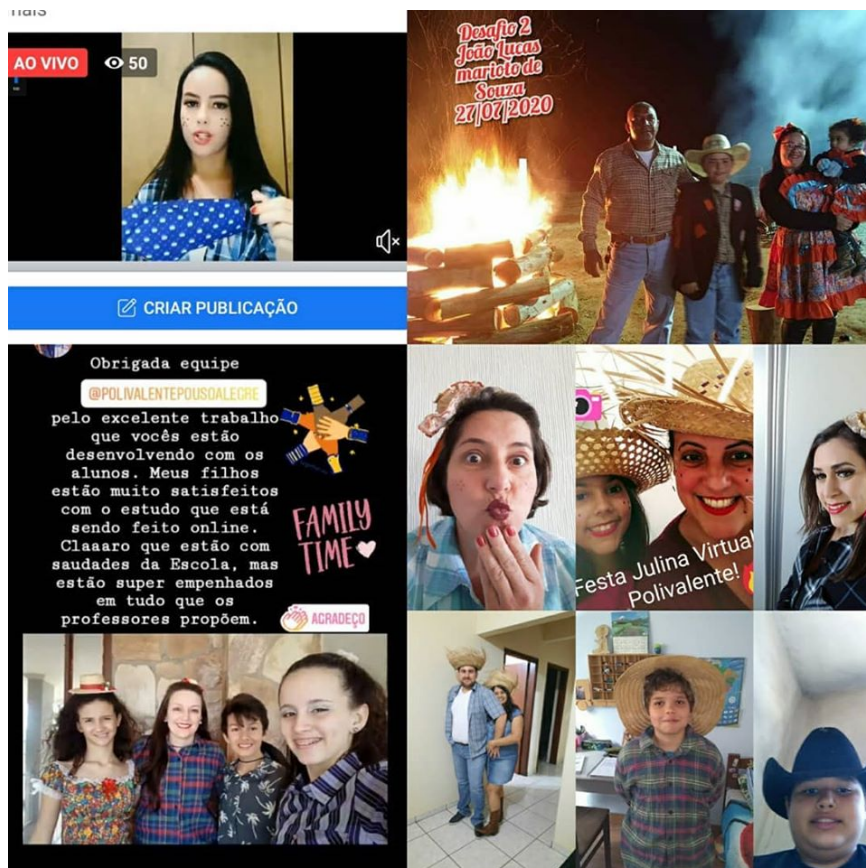 AO VIVO
50
CRIAR PUBLICAÇÃO
Desafio 2
João Lucas
marioto de
Souza
27/07/2020
Obrigada equipe
@POLIVALENTEPOUSOALEGRE
pelo excelente trabalho
que vocês estão
desenvolvendo com os
alunos. Meus filhos
estão muito satisfeitos
com o estudo que está
sendo feito online.
Claaaro que estão com
saudades da Escola, mas
estão super empenhados
em tudo que os
professores propõem.
FAMILY
TIME
AGRADEÇO
Festa Julina Virtual
Polivalente!